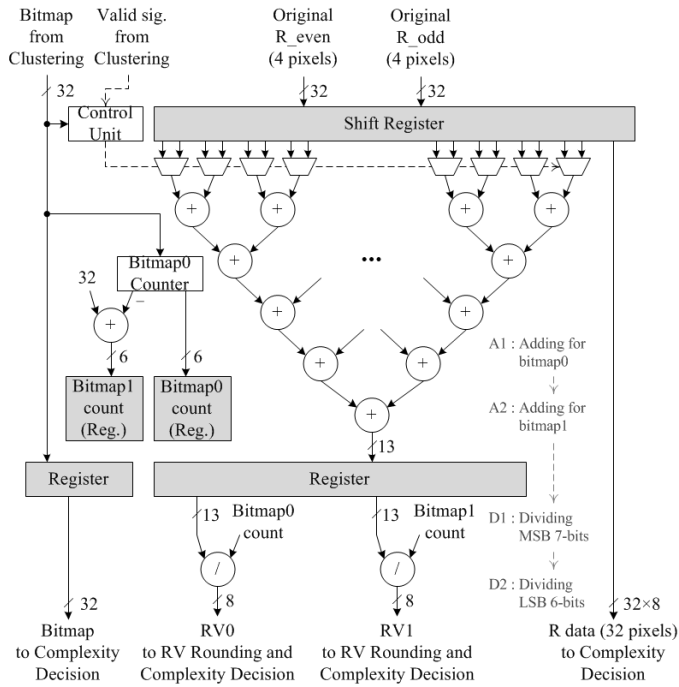 Bitmap
from
Clustering
Valid sig.
from
Clustering
Original
R_even
(4 pixels)
Original
R_odd
(4 pixels)
32
32
32
Control
Unit
Shift Register
+
+
+
+
+
+
...
32
Bitmap0
Counter
–
+
+
+
6
6
+
+
A1 : Adding for
bitmap0
Bitmap1
count
(Reg.)
Bitmap0
count
(Reg.)
A2 : Adding for
bitmap1
+
13
Register
Register
13
Bitmap0
count
13
Bitmap1
count
D1 : Dividing
MSB 7-bits
/
/
D2 : Dividing
LSB 6-bits
32
8
8
32×8
Bitmap
to Complexity
Decision
RV0
to RV Rounding and
Complexity Decision
RV1
to RV Rounding and
Complexity Decision
R data (32 pixels)
to Complexity
Decision